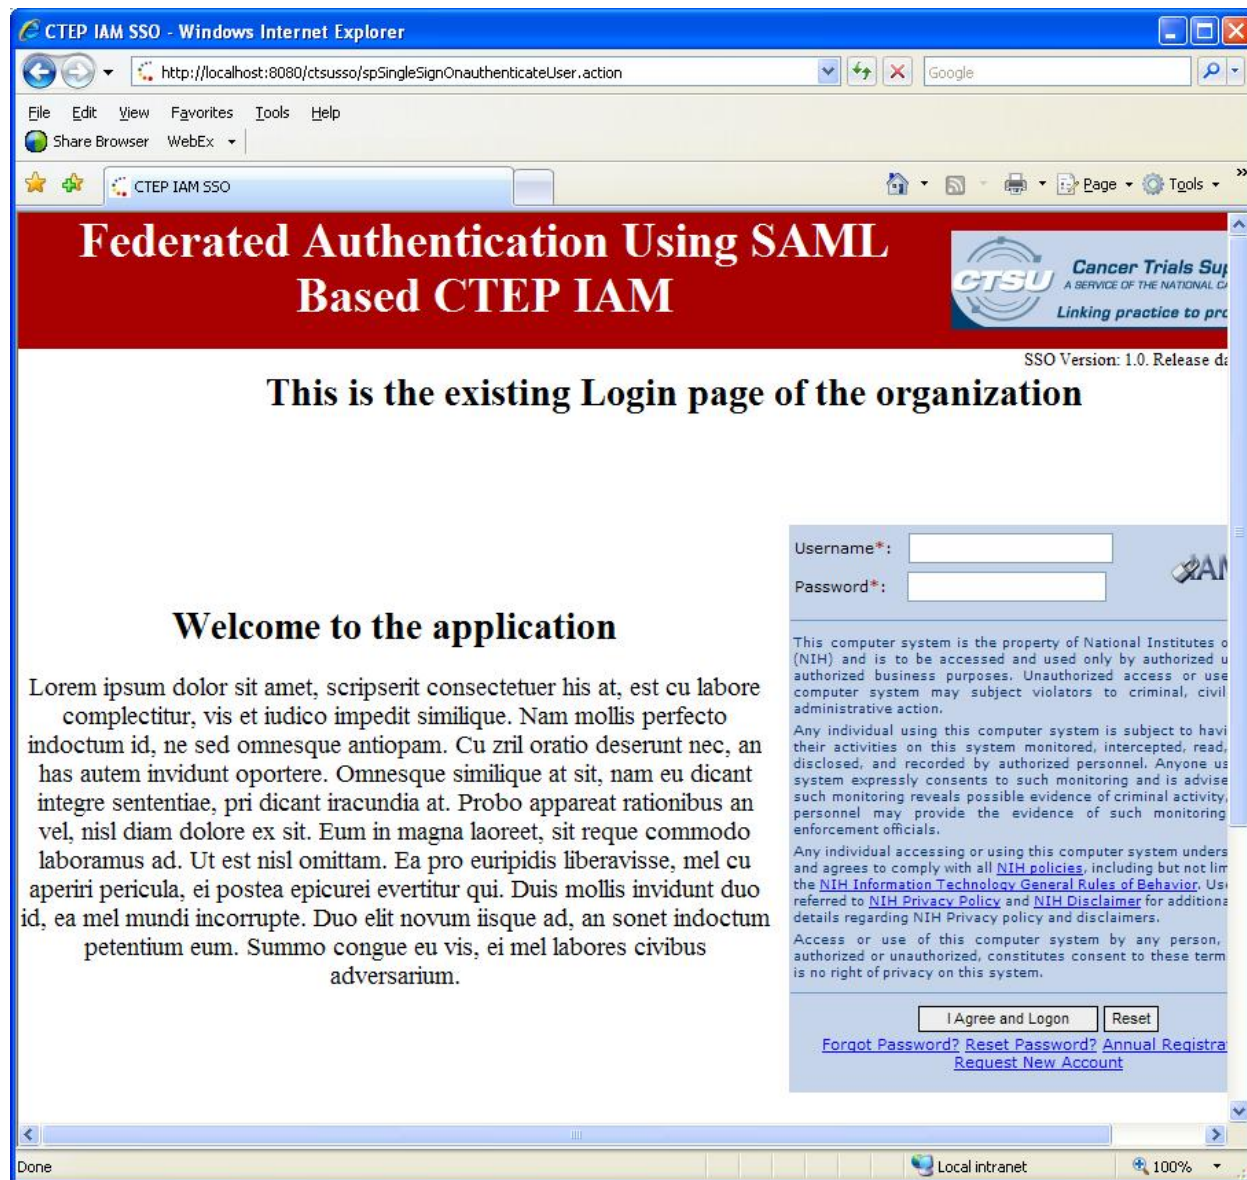 CTEP IAM SSO - Windows Internet Explorer
http://localhost:8080/ctsusso/spSingleSignOnauthenticateUser.action
Google
File Edit View Favorites Tools Help
Share Browser WebEx
CTEP IAM SSO
Page Tools »
Federated Authentication Using SAML
Based CTEP IAM
CTSU
Cancer Trials Sup
A SERVICE OF THE NATIONAL CA
Linking practice to pro
SSO Version: 1.0. Release da
This is the existing Login page of the organization
Username*:
Password*:
IAM
Welcome to the application
Lorem ipsum dolor sit amet, scripserit consectetuer his at, est cu labore
complectitur, vis et iudico impedit similique. Nam mollis perfecto
indoctum id, ne sed omnesque antiopam. Cu zril oratio deserunt nec, an
has autem invidunt oportere. Omnesque similique at sit, nam eu dicant
integre sententiae, pri dicant iracundia at. Probo appareat rationibus an
vel, nisl diam dolore ex sit. Eum in magna laoreet, sit reque commodo
laboramus ad. Ut est nisl omittam. Ea pro euripidis liberavisse, mel cu
aperiri pericula, ei postea epicurei evertitur qui. Duis mollis invidunt duo
id, ea mel mundi incorrupte. Duo elit novum iisque ad, an sonet indoctum
petentium eum. Summo congue eu vis, ei mel labores civibus
adversarium.
This computer system is the property of National Institutes o
(NIH) and is to be accessed and used only by authorized u
authorized business purposes. Unauthorized access or use
computer system may subject violators to criminal, civil
administrative action.
Any individual using this computer system is subject to havi
their activities on this system monitored, intercepted, read,
disclosed, and recorded by authorized personnel. Anyone us
system expressly consents to such monitoring and is advise
such monitoring reveals possible evidence of criminal activity,
personnel may provide the evidence of such monitoring
enforcement officials.
Any individual accessing or using this computer system unders
and agrees to comply with all NIH policies, including but not lim
the NIH Information Technology General Rules of Behavior. Us
referred to NIH Privacy Policy and NIH Disclaimer for additiona
details regarding NIH Privacy policy and disclaimers.
Access or use of this computer system by any person,
authorized or unauthorized, constitutes consent to these term
is no right of privacy on this system.
I Agree and Logon Reset
Forgot Password? Reset Password? Annual Registra
Request New Account
Done
Local intranet
100%